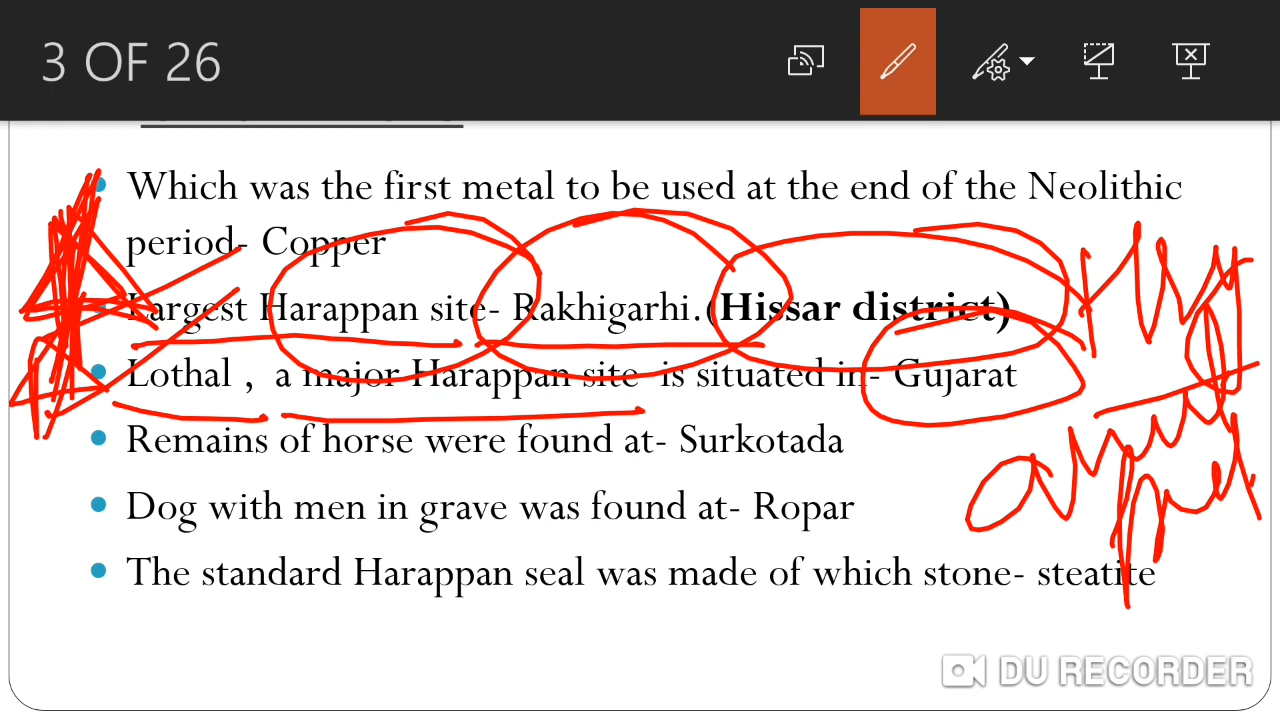 3 OF 26
Which was the first metal to be used at the end of the Neolithic
period- Copper
Largest Harappan site- Rakhigarhi.(Hissar district)
Lothal , a major Harappan site is situated in- Gujarat
Remains of horse were found at- Surkotada
Dog with men in grave was found at- Ropar
The standard Harappan seal was made of which stone- steatite
DU RECORDER